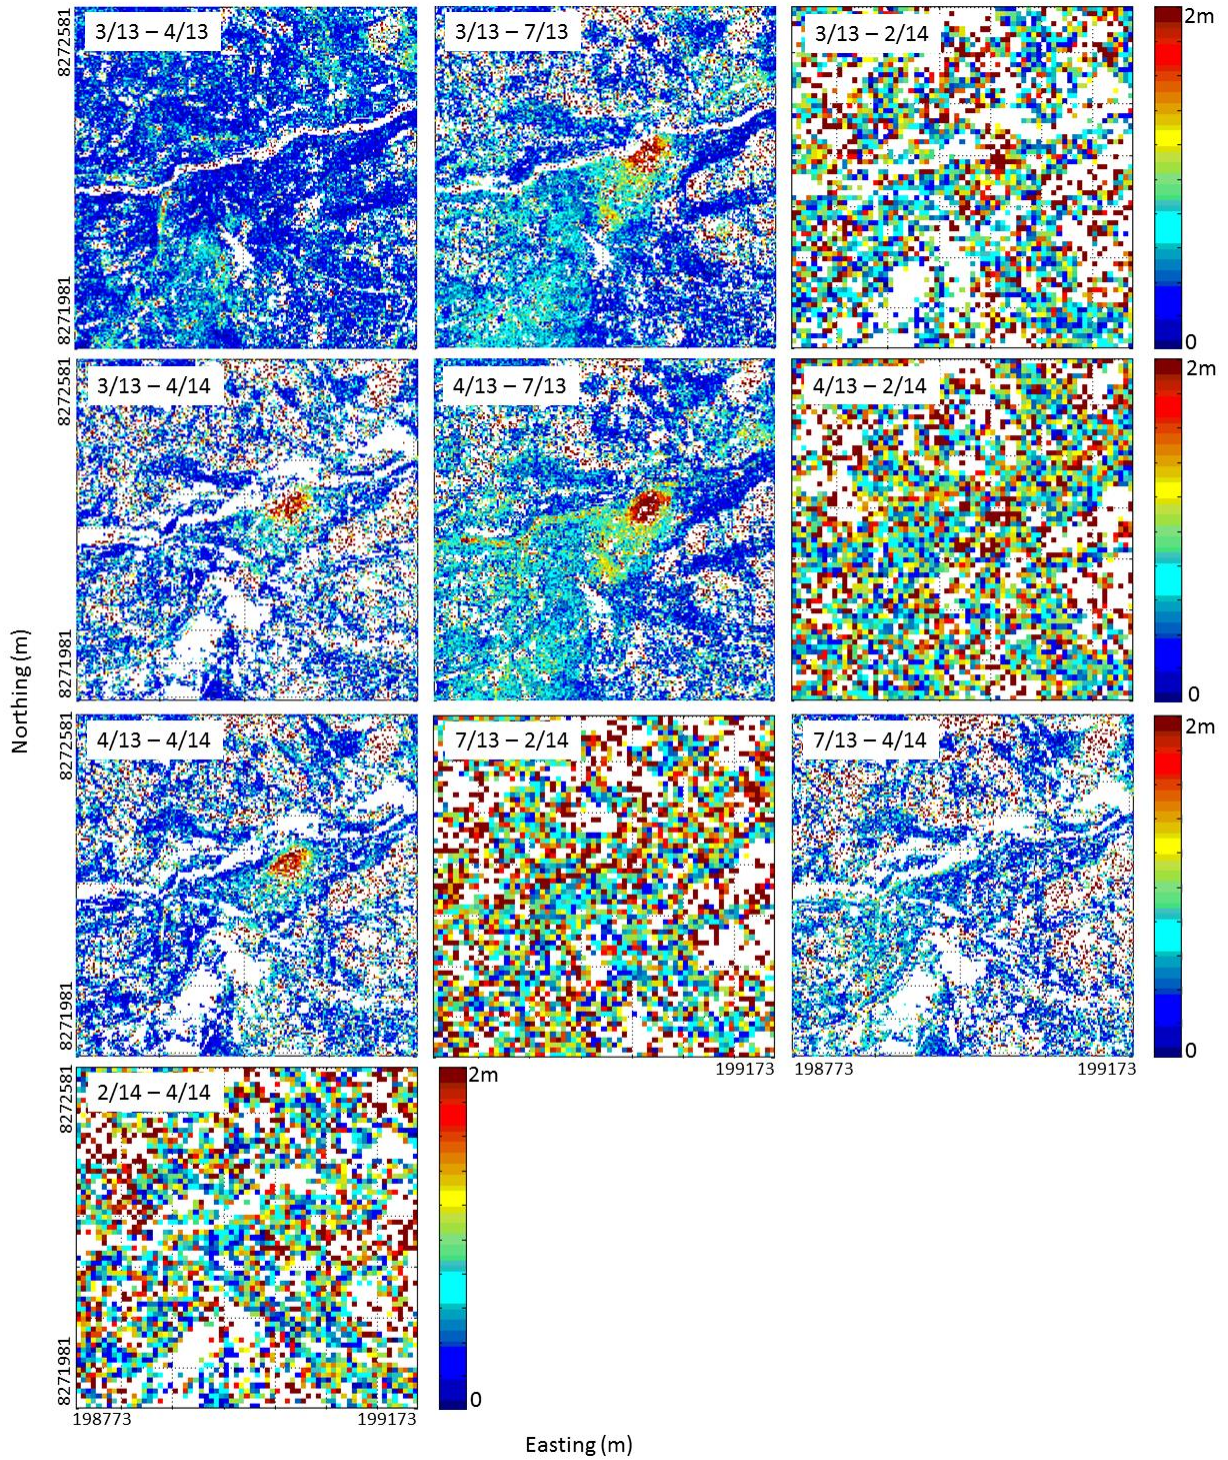 3/13 – 4/13
3/13 – 7/13
3/13 – 2/14
2m
8272581
8271981
0
3/13 – 4/14
4/13 – 7/13
4/13 – 2/14
2m
8272581
8271981
0
Northing (m)
4/13 – 4/14
7/13 – 2/14
7/13 – 4/14
2m
8272581
8271981
0
199173
198773
199173
2/14 – 4/14
2m
8272581
8271981
0
198773
199173
Easting (m)